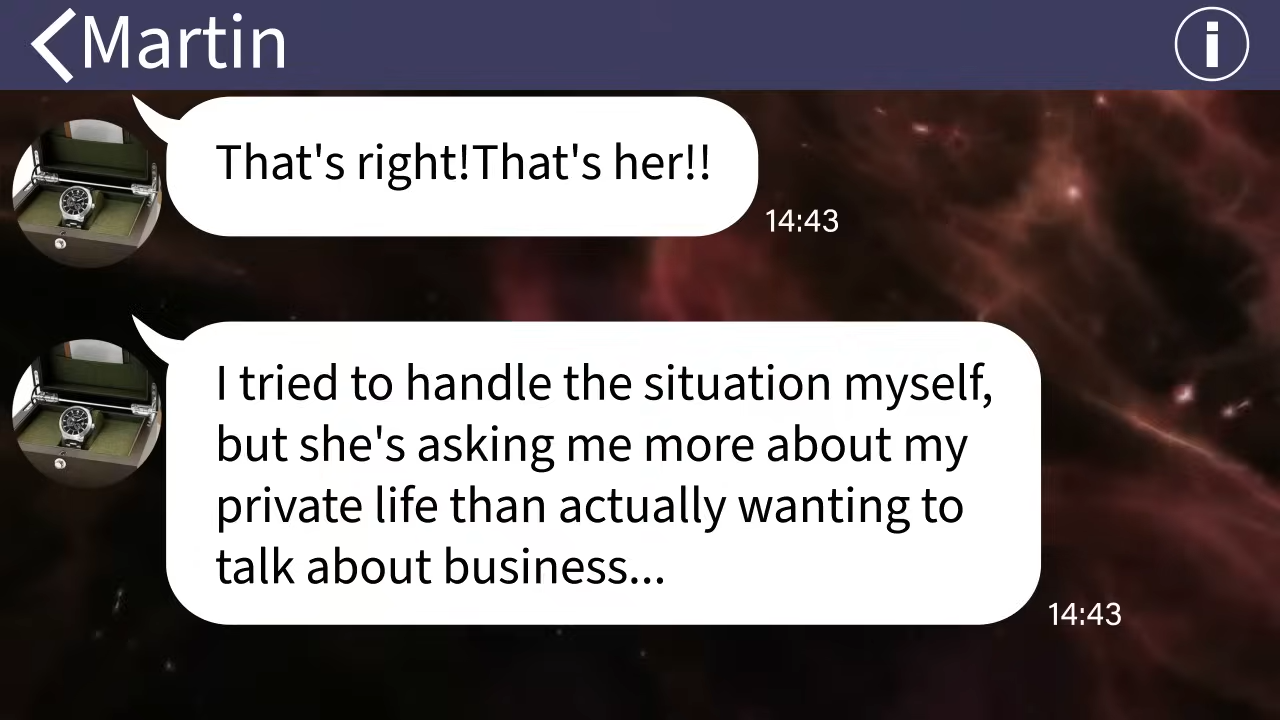 Martin
That's right!That's her!!
14:43
I tried to handle the situation myself,
but she's asking me more about my
private life than actually wanting to
talk about business...
14:43